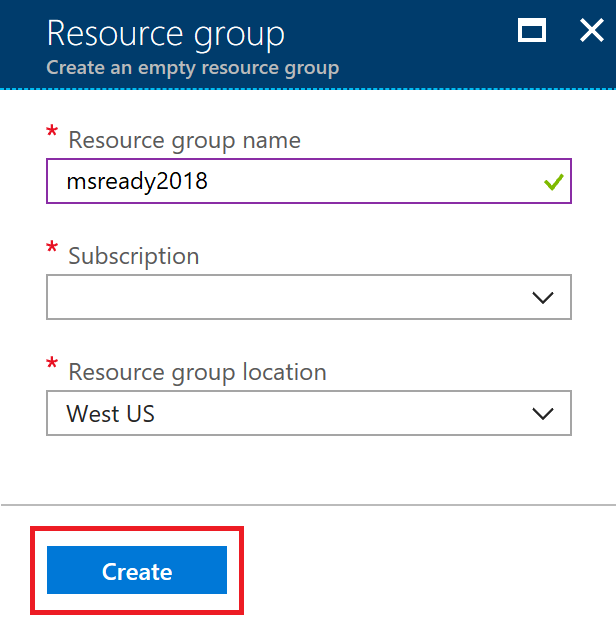 Resource group
Create an empty resource group
* Resource group name
msready2018
* Subscription
* Resource group location
West US
Create